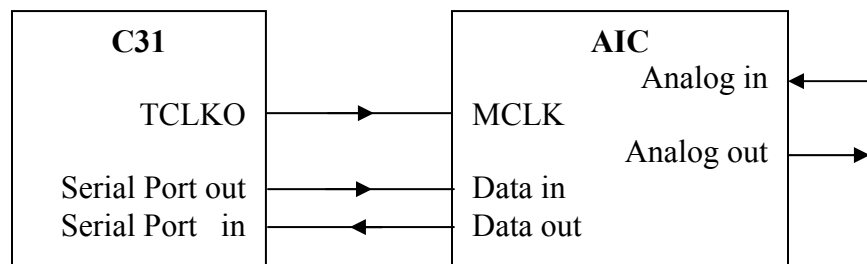 C31
TCLKO
Serial Port out
Serial Port in
AIC
Analog in
MCLK
Analog out
Data in
Data out